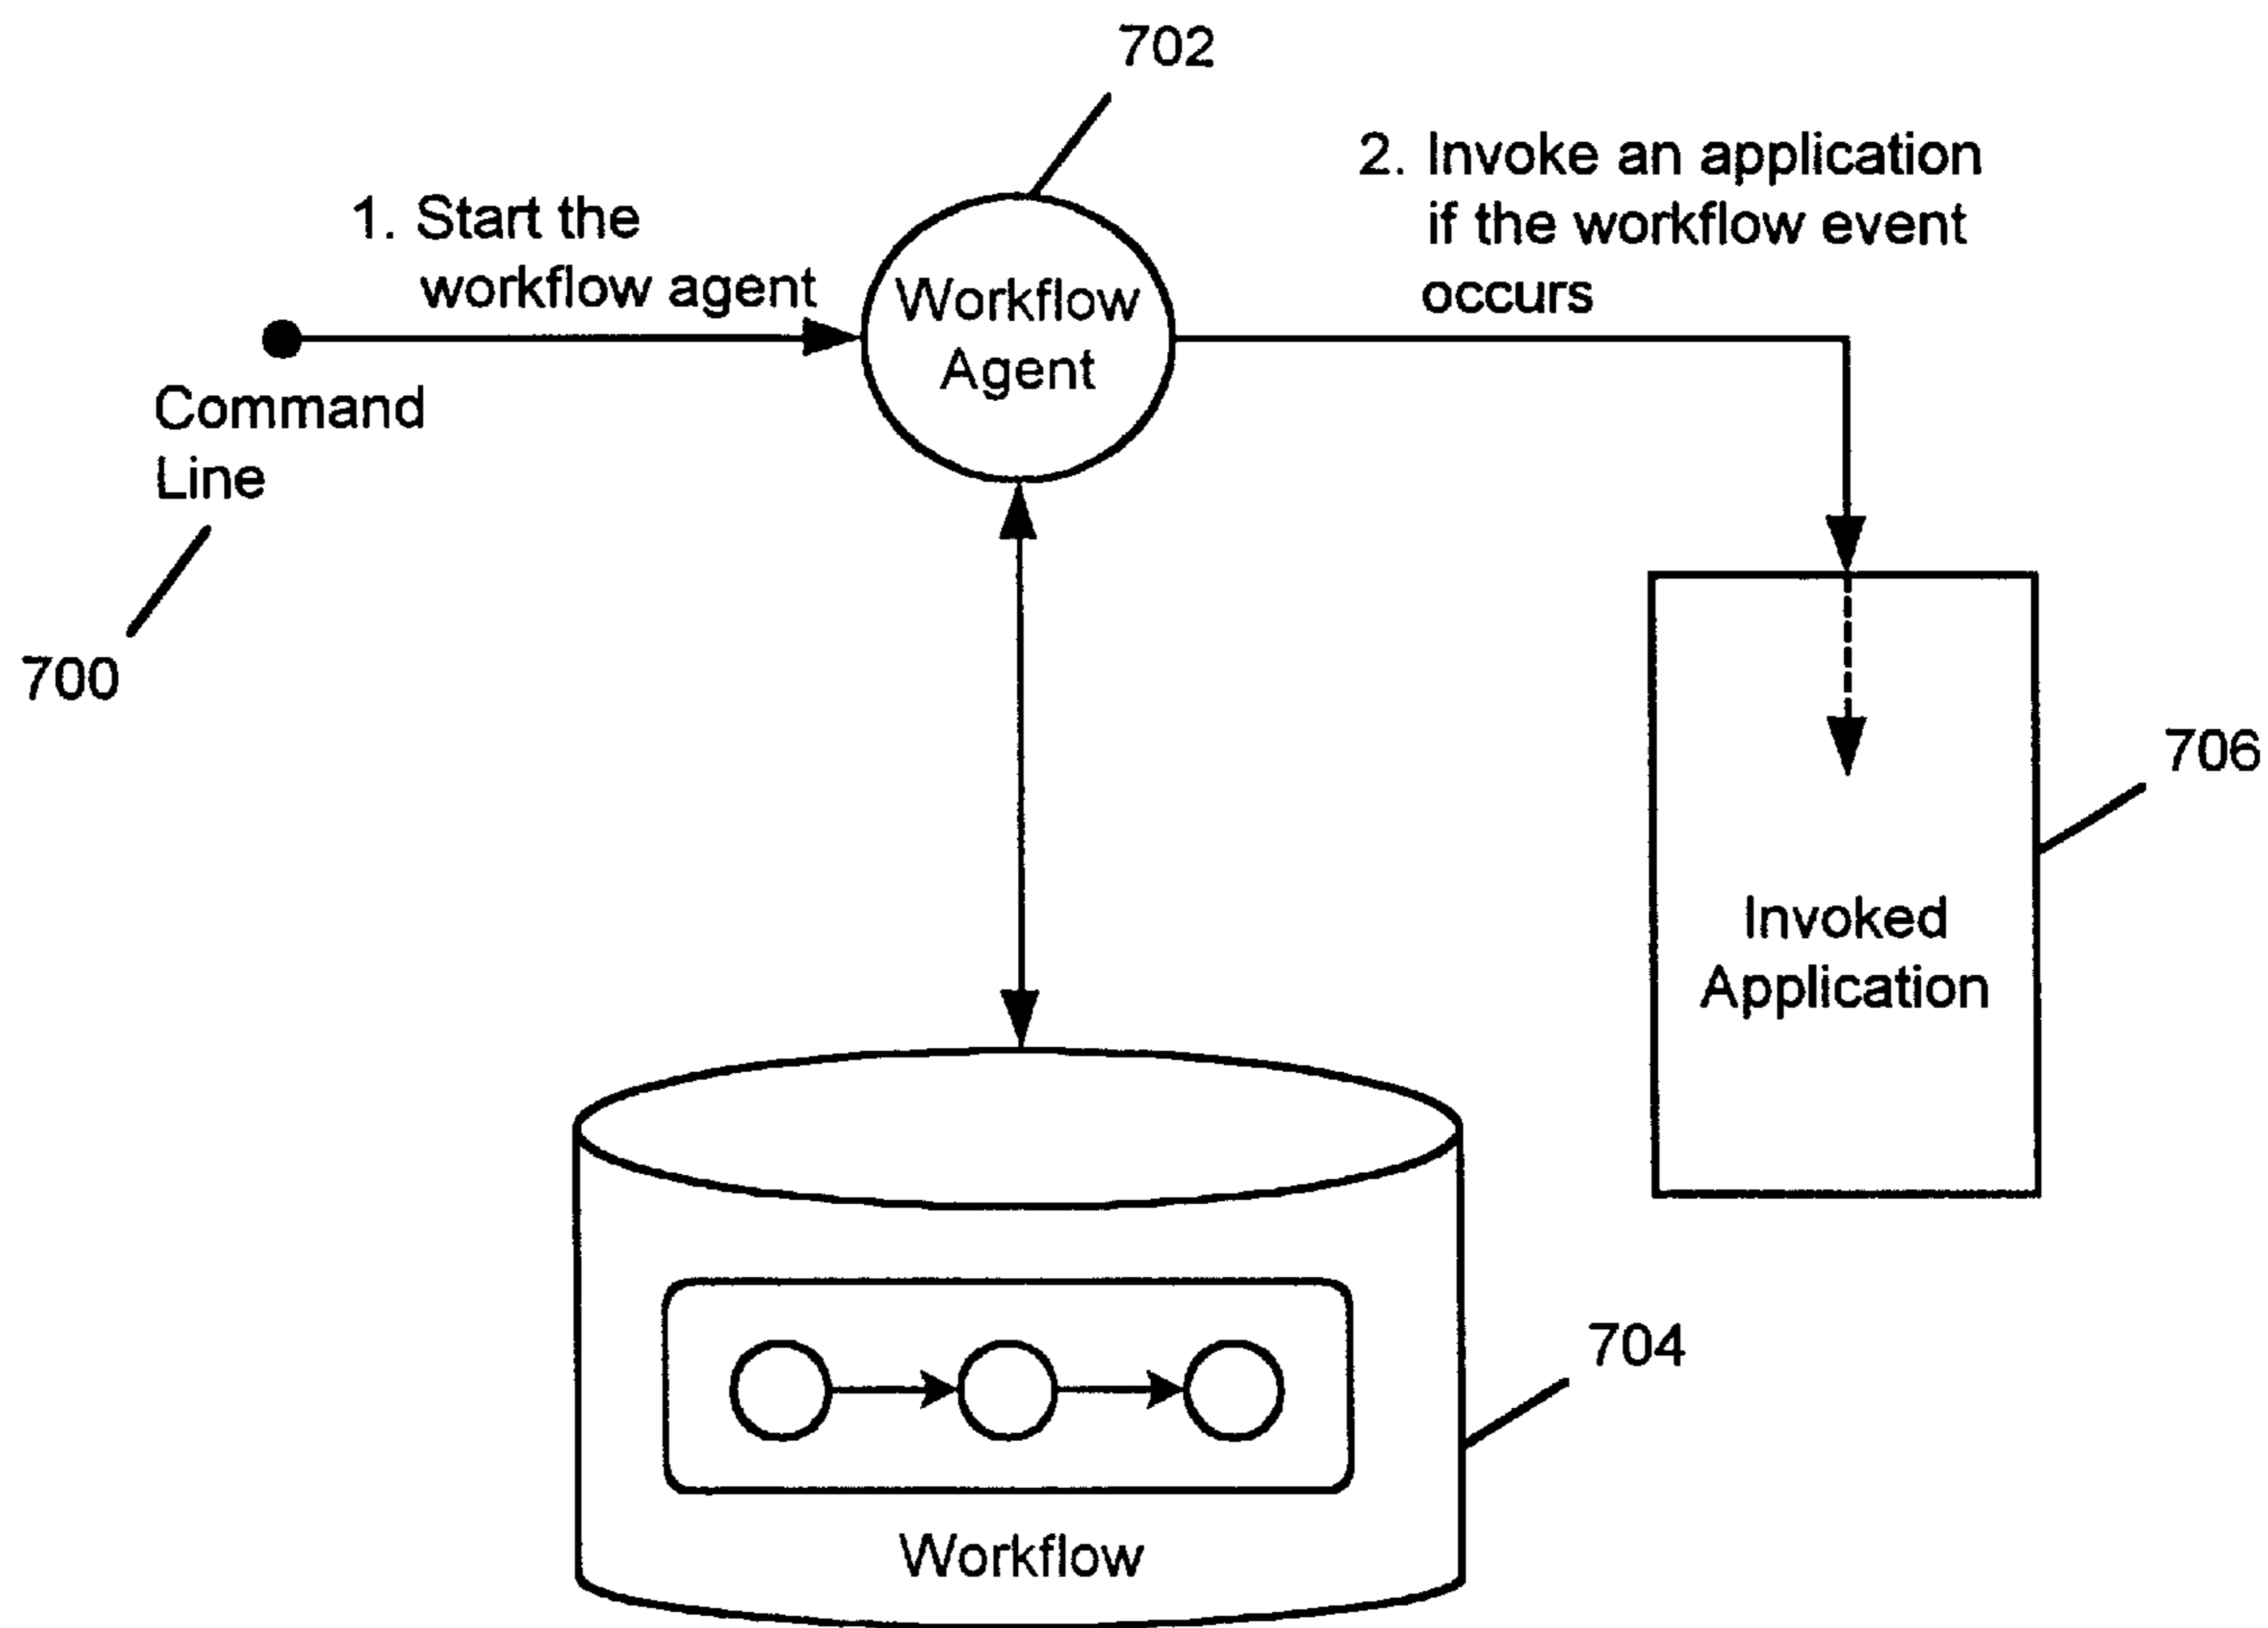 702
2. Invoke an application
if the workflow event
occurs
1. Start the
workflow agent
Workflow
Agent
Command
Line
700
706
Invoked
Application
704
Workflow